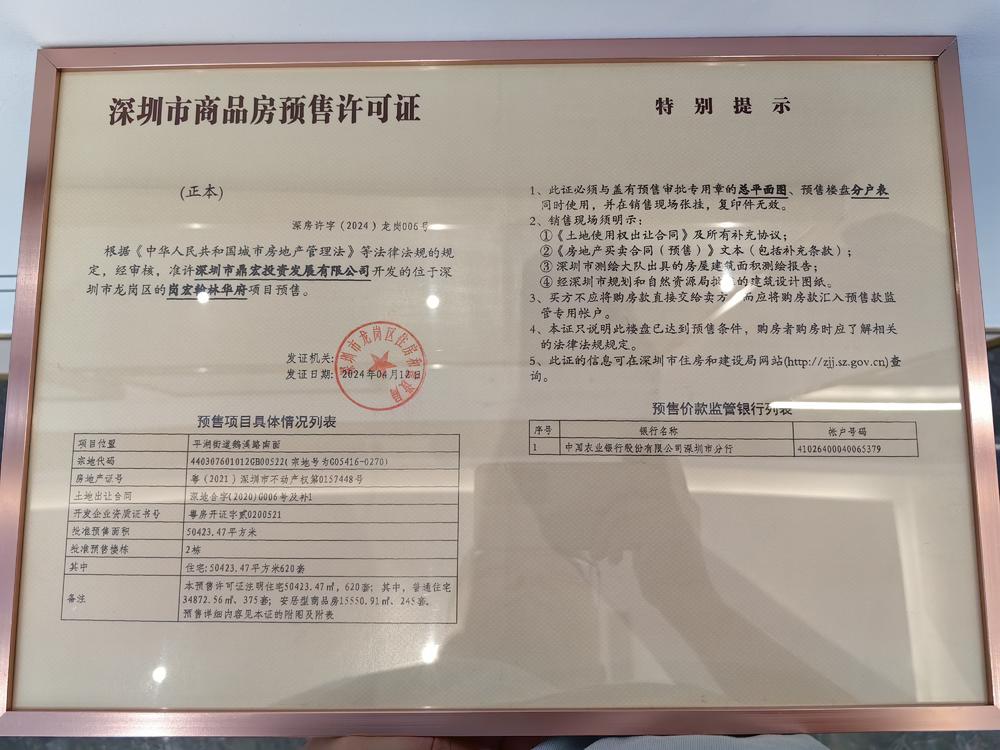 深圳市商品房预售许可证
(正本)
深房许字（2024）龙岗006号
根据《中华人民共和国城市房地产管理法》等法律法规的规
定，经审核，准许深圳市鼎宏投资发展有限公司开发的位于深
圳市龙岗区的岗宏翰林华府项目预售。
发证机关:
发证日期: 2024年04月12日
深圳市龙岗区住房和建设局
预售项目具体情况列表
项目位置 平湖街道鹅溪路南面
宗地代码 440307601012GB00522(宗地号为G05416-0270)
房地产证号 粤（2021）深圳市不动产权第0157448号
土地出让合同 深地合字(2020)G006号及补1
开发企业资质证书号 粤房开证字贰0200521
批准预售面积 50423.47平方米
批准预售楼栋 2栋
其中 住宅:50423.47平方米620套
备注 本预售许可证注明住宅50423.47㎡，620套；其中，普通住宅
34872.56㎡、375套；安居型商品房15550.91㎡、245套。
预售详细内容见本证的附图及附表
特别提示
1、此证必须与盖有预售审批专用章的总平面图、预售楼盘分户表
同时使用，并在销售现场张挂，复印件无效。
2、销售现场须明示：
①《土地使用权出让合同》及所有补充协议；
②《房地产买卖合同（预售）》文本（包括补充条款）；
③深圳市测绘大队出具的房屋建筑面积测绘报告；
④经深圳市规划和自然资源局批准的建筑设计图纸。
3、买方不应将购房款直接交给卖方，而应将购房款汇入预售款监
管专用帐户。
4、本证只说明此楼盘已达到预售条件，购房者购房时应了解相关
的法律法规规定。
5、此证的信息可在深圳市住房和建设局网站(http://zjj.sz.gov.cn)查
询。
预售价款监管银行列表
序号 银行名称 帐户号码
1 中国农业银行股份有限公司深圳市分行 41026400040065379